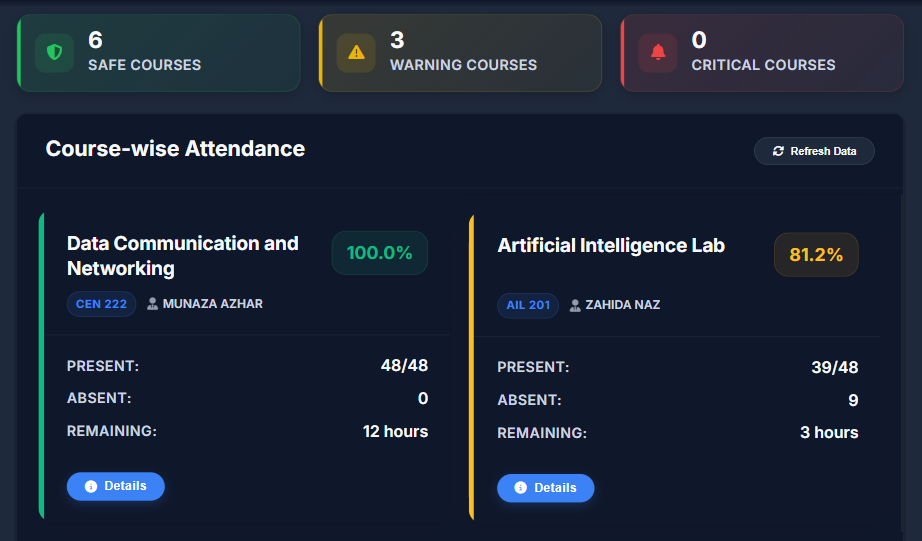 6
SAFE COURSES
3
WARNING COURSES
0
CRITICAL COURSES
Course-wise Attendance
Refresh Data
Data Communication and
Networking
100.0%
CEN 222
MUNAZA AZHAR
PRESENT: 48/48
ABSENT: 0
REMAINING: 12 hours
Details
Artificial Intelligence Lab
81.2%
AIL 201
ZAHIDA NAZ
PRESENT: 39/48
ABSENT: 9
REMAINING: 3 hours
Details